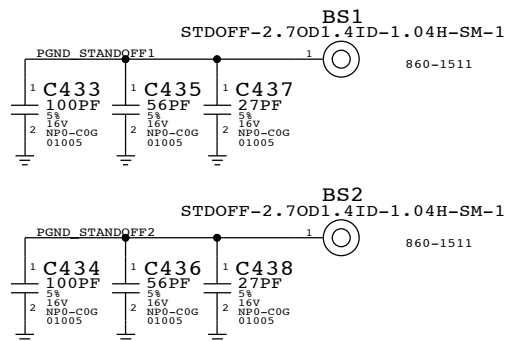 BS1
STDOFF-2.7OD1.4ID-1.04H-SM-1
PGND_STANDOFF1
1
860-1511
1 C433
100PF
5%
2 16V
NP0-C0G
01005
1 C435
56PF
5%
2 16V
NP0-C0G
01005
1 C437
27PF
5%
2 16V
NP0-C0G
01005
BS2
STDOFF-2.7OD1.4ID-1.04H-SM-1
PGND_STANDOFF2
1
860-1511
1 C434
100PF
5%
2 16V
NP0-C0G
01005
1 C436
56PF
5%
2 16V
NP0-C0G
01005
1 C438
27PF
5%
2 16V
NP0-C0G
01005